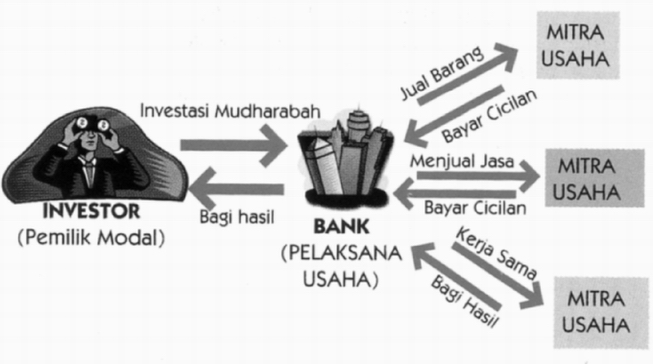 Investasi Mudharabah
Bagi hasil
INVESTOR
(Pemilik Modal)
BANK
(PELAKSANA
USAHA)
Jual Barang
Bayar Cicilan
MITRA
USAHA
Menjual Jasa
Bayar Cicilan
MITRA
USAHA
Kerja Sama
Bagi Hasil
MITRA
USAHA